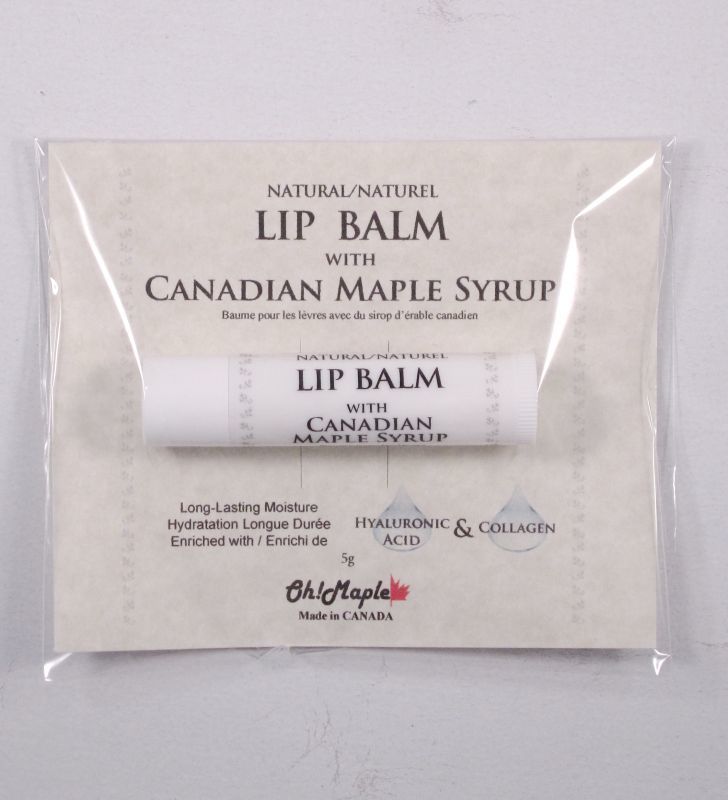 NATURAL/NATUREL
LIP BALM
WITH
CANADIAN MAPLE SYRUP
Baume pour les lèvres avec du sirop d'érable canadien
NATURAL/NATUREL
LIP BALM
WITH
CANADIAN
MAPLE SYRUP
Long-Lasting Moisture
Hydratation Longue Durée
Enriched with / Enrichi de
HYALURONIC ACID & COLLAGEN
5g
Oh!Maple
Made in CANADA